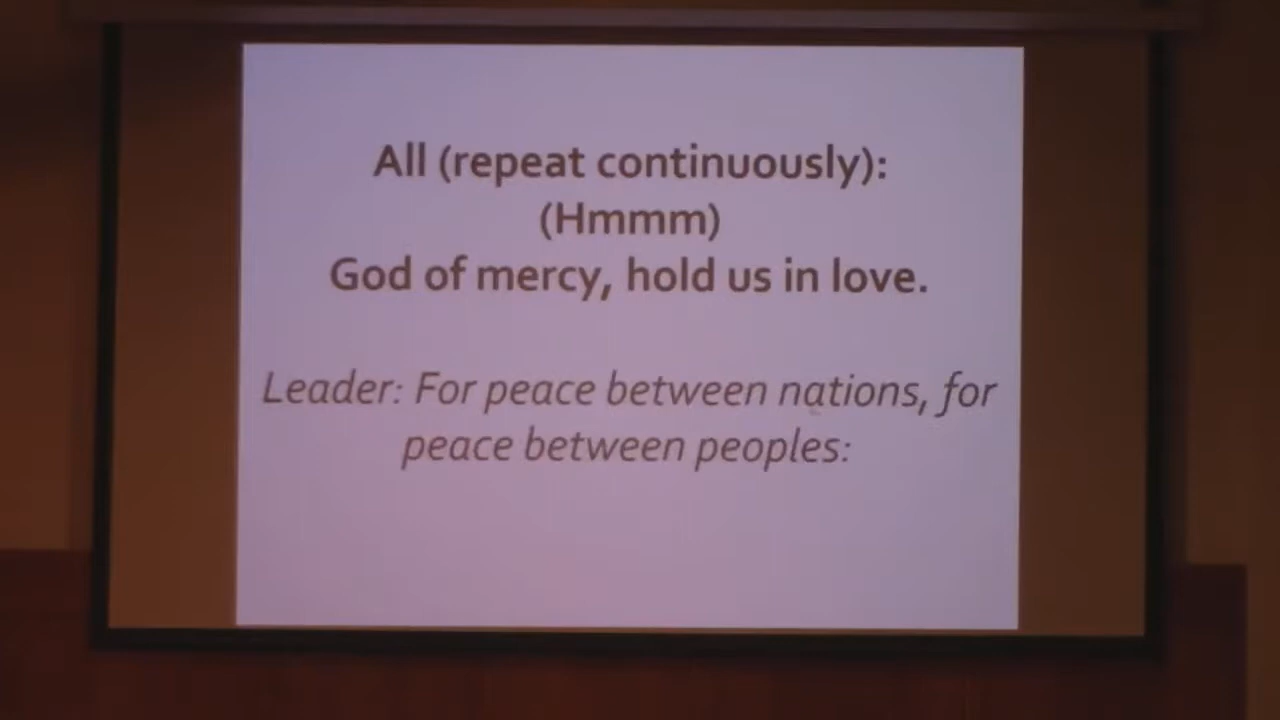 All (repeat continuously):
(Hmmm)
God of mercy, hold us in love.
Leader: For peace between nations, for
peace between peoples: